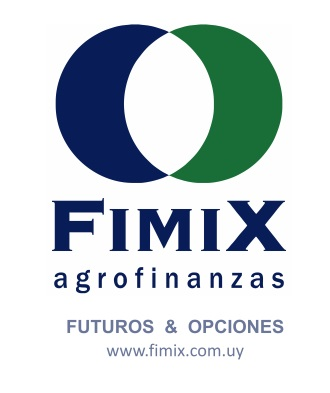 FIMIX
agrofinanzas
FUTUROS & OPCIONES
www.fimix.com.uy